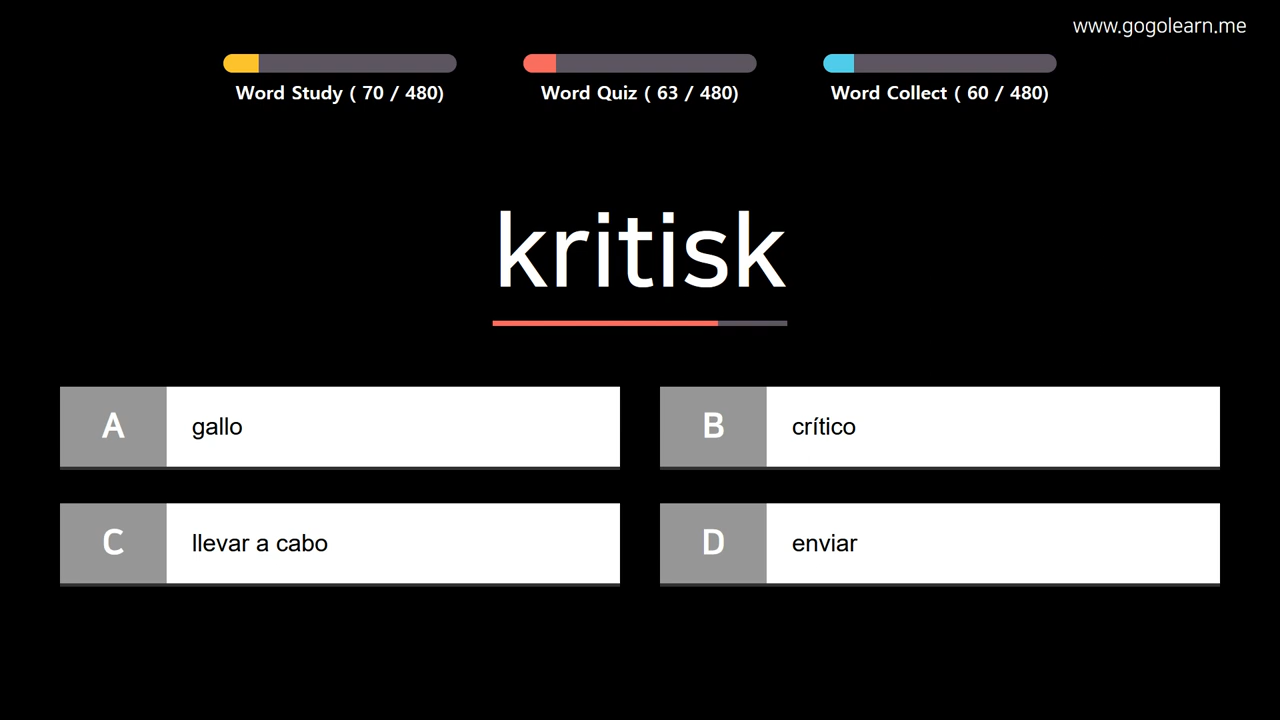 www.gogolearn.me
Word Study ( 70 / 480)
Word Quiz ( 63 / 480)
Word Collect ( 60 / 480)
kritisk
A gallo
B crítico
C llevar a cabo
D enviar